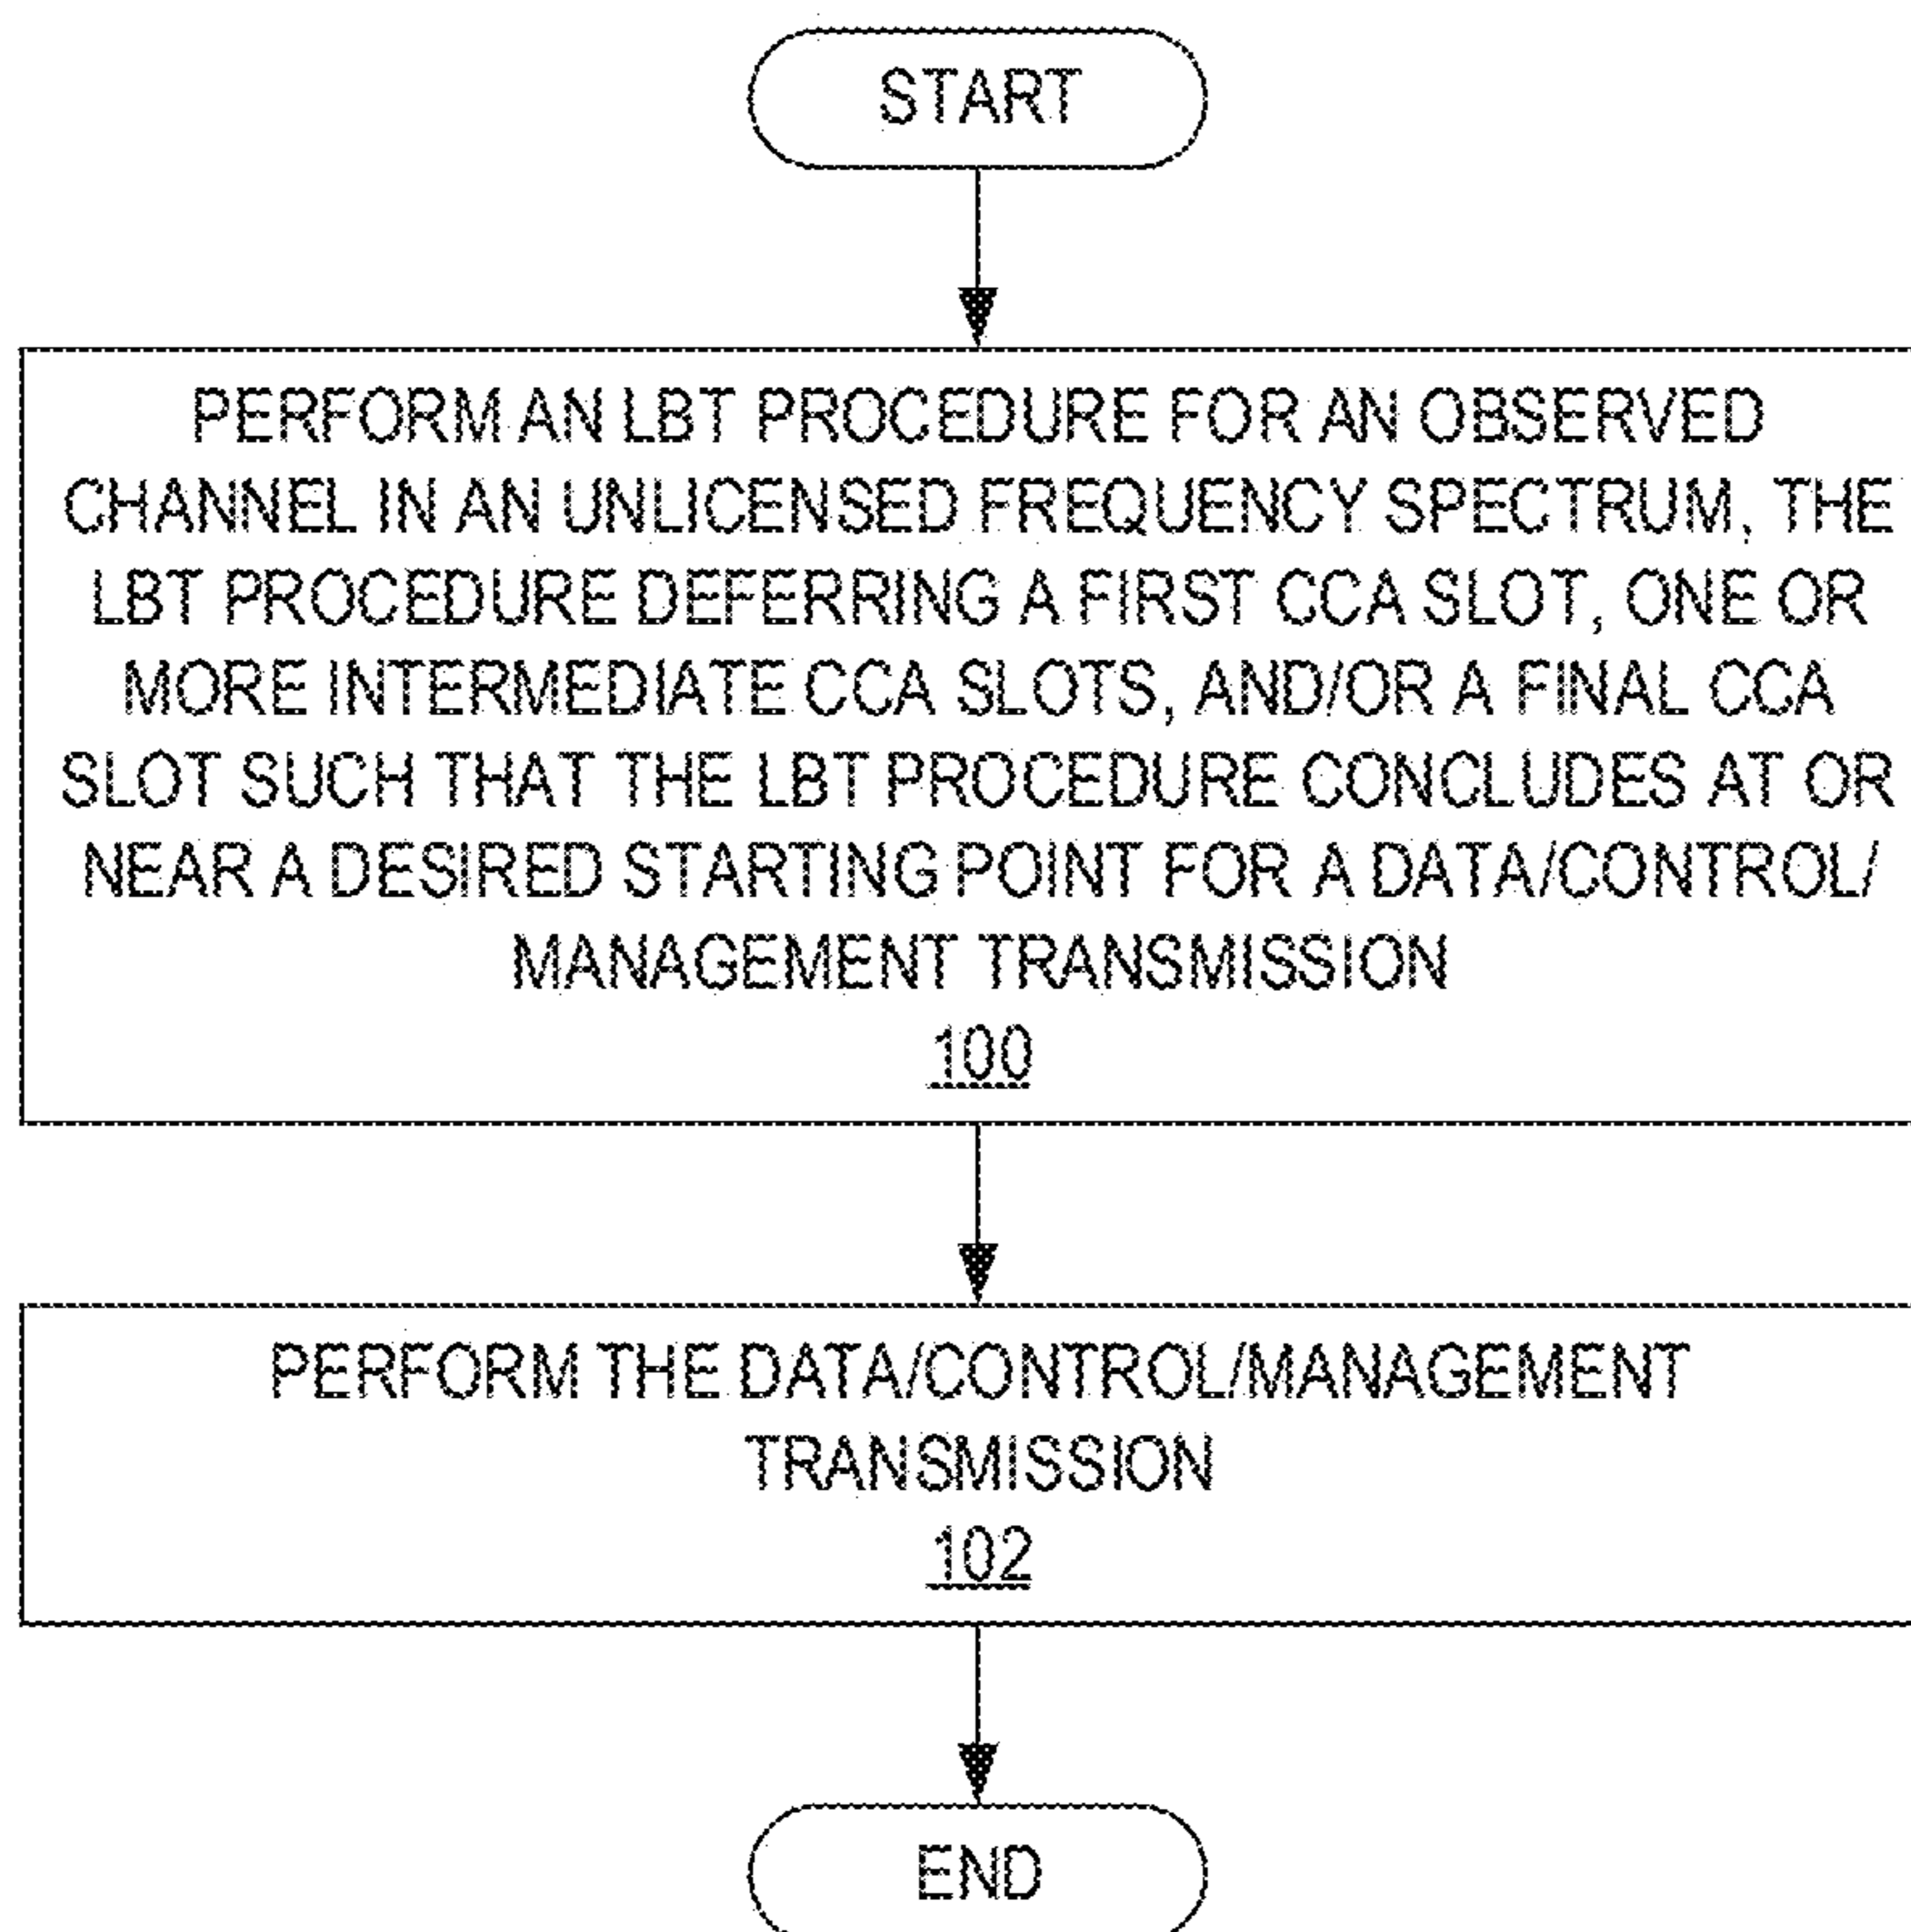 START
PERFORM AN LBT PROCEDURE FOR AN OBSERVED
CHANNEL IN AN UNLICENSED FREQUENCY SPECTRUM, THE
LBT PROCEDURE DEFERRING A FIRST CCA SLOT, ONE OR
MORE INTERMEDIATE CCA SLOTS, AND/OR A FINAL CCA
SLOT SUCH THAT THE LBT PROCEDURE CONCLUDES AT OR
NEAR A DESIRED STARTING POINT FOR A DATA/CONTROL/
MANAGEMENT TRANSMISSION
100
PERFORM THE DATA/CONTROL/MANAGEMENT
TRANSMISSION
102
END